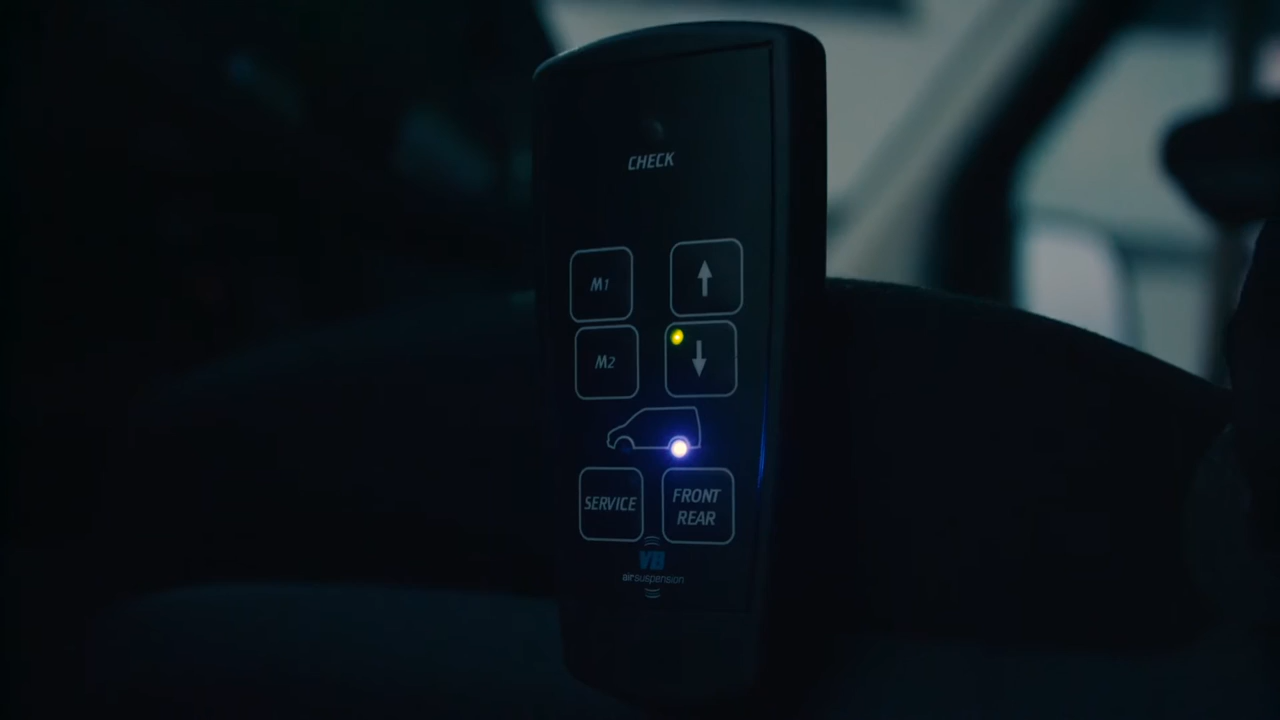 CHECK
M1
M2
SERVICE
FRONT
REAR
VB
airsuspension